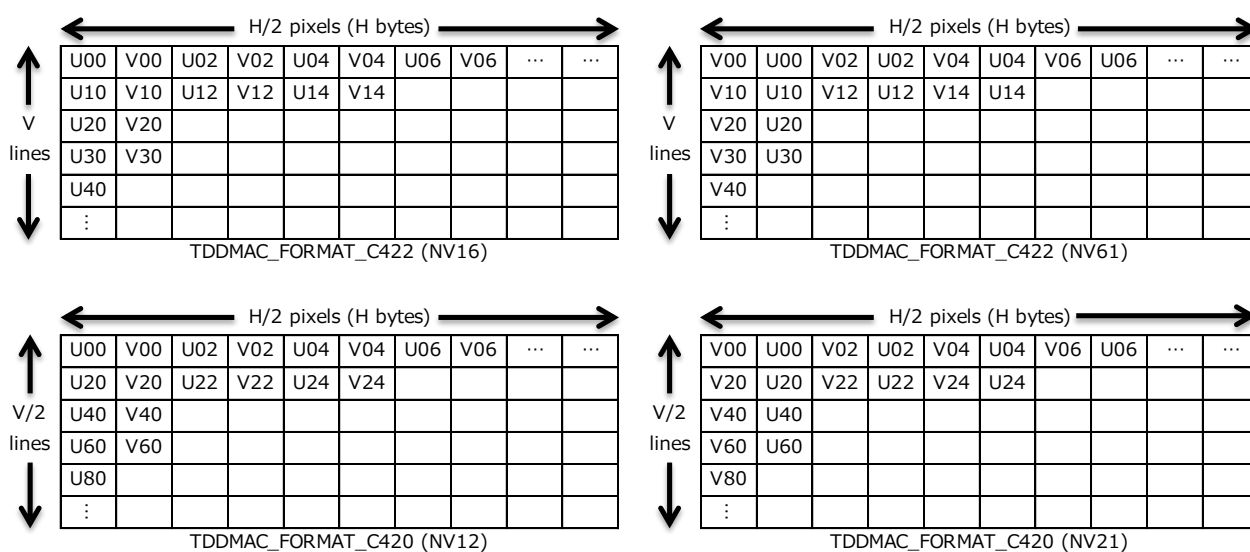 H/2 pixels (H bytes)
V
lines
U00 V00 U02 V02 U04 V04 U06 V06 … …
U10 V10 U12 V12 U14 V14
U20 V20
U30 V30
U40
⋮
TDDMAC_FORMAT_C422 (NV16)
H/2 pixels (H bytes)
V
lines
V00 U00 V02 U02 V04 U04 V06 U06 … …
V10 U10 V12 U12 V14 U14
V20 U20
V30 U30
V40
⋮
TDDMAC_FORMAT_C422 (NV61)
H/2 pixels (H bytes)
V/2
lines
U00 V00 U02 V02 U04 V04 U06 V06 … …
U20 V20 U22 V22 U24 V24
U40 V40
U60 V60
U80
⋮
TDDMAC_FORMAT_C420 (NV12)
H/2 pixels (H bytes)
V/2
lines
V00 U00 V02 U02 V04 U04 V06 U06 … …
V20 U20 V22 U22 V24 U24
V40 U40
V60 U60
V80
⋮
TDDMAC_FORMAT_C420 (NV21)